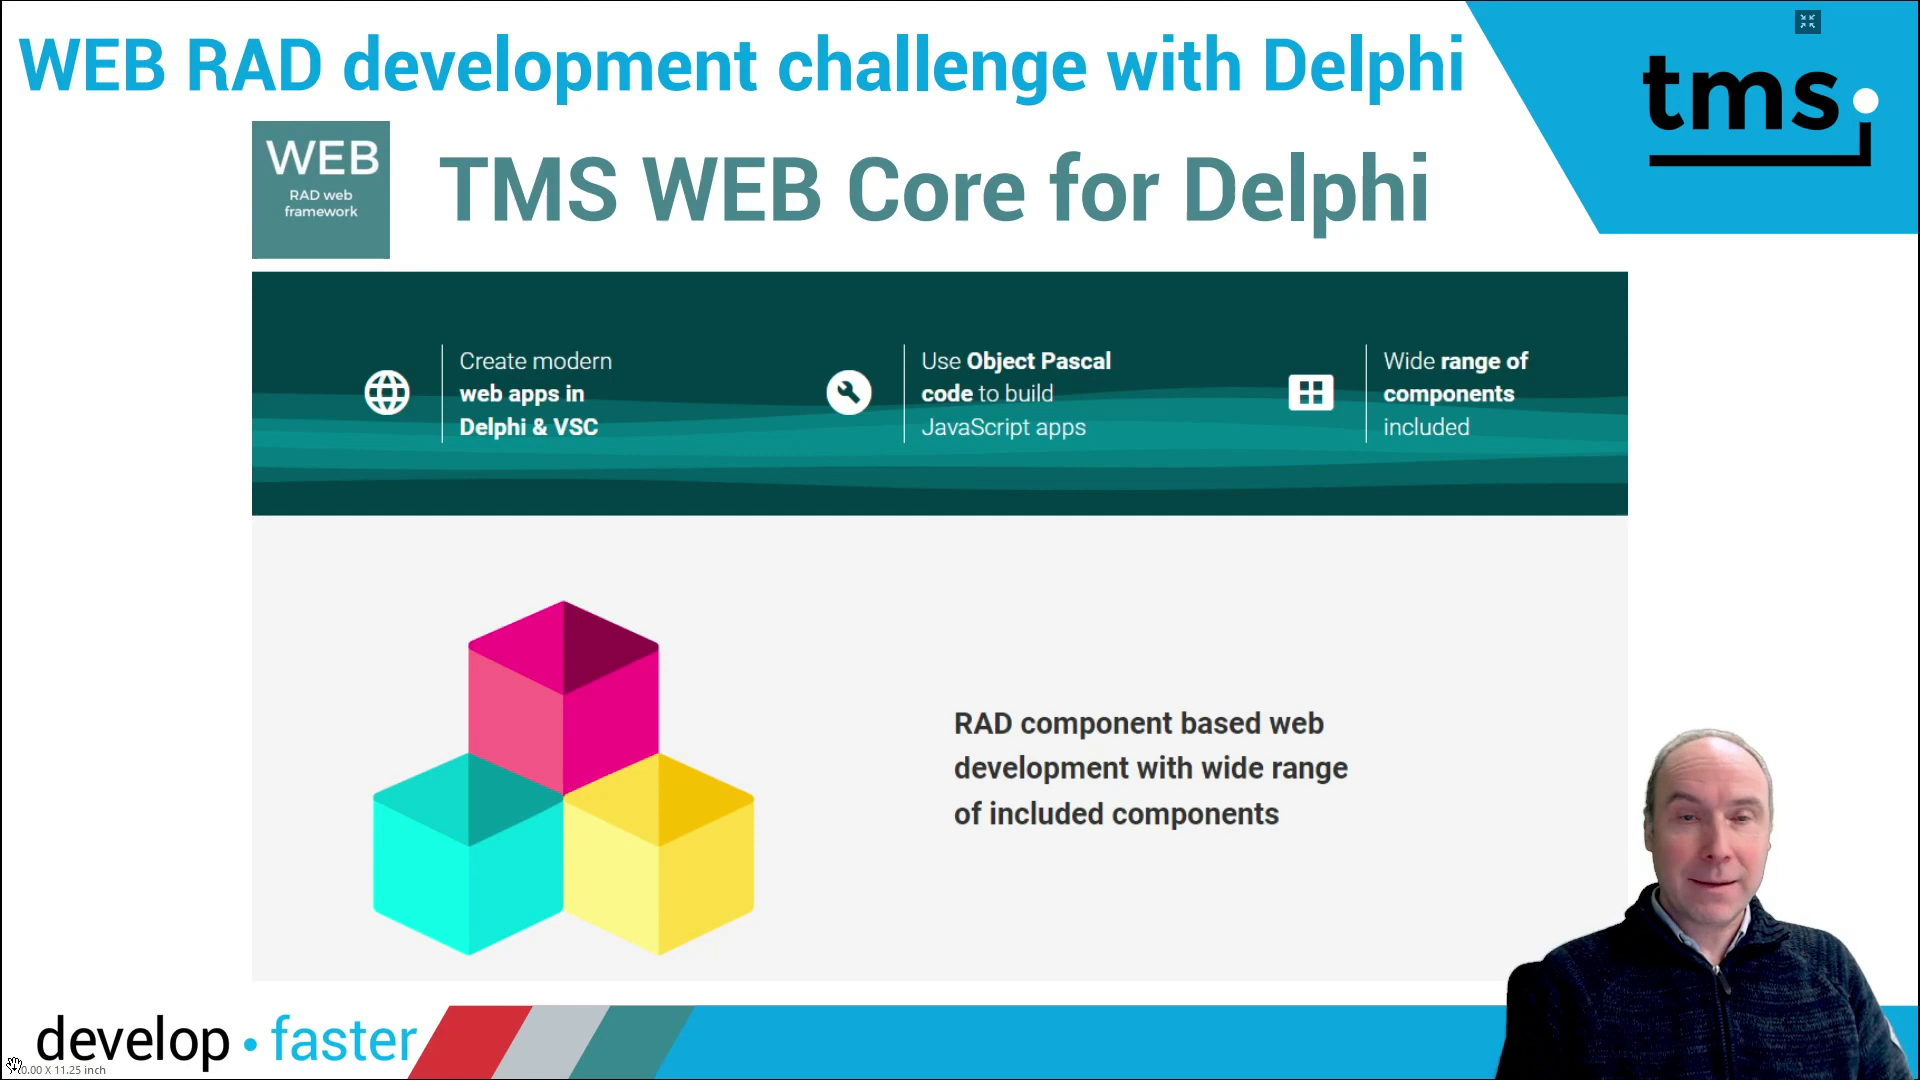 WEB RAD development challenge with Delphi
tms
WEB
RAD web
framework
TMS WEB Core for Delphi
Create modern
web apps in
Delphi & VSC
Use Object Pascal
code to build
JavaScript apps
Wide range of
components
included
RAD component based web
development with wide range
of included components
develop • faster
0.00 X 11.25 inch